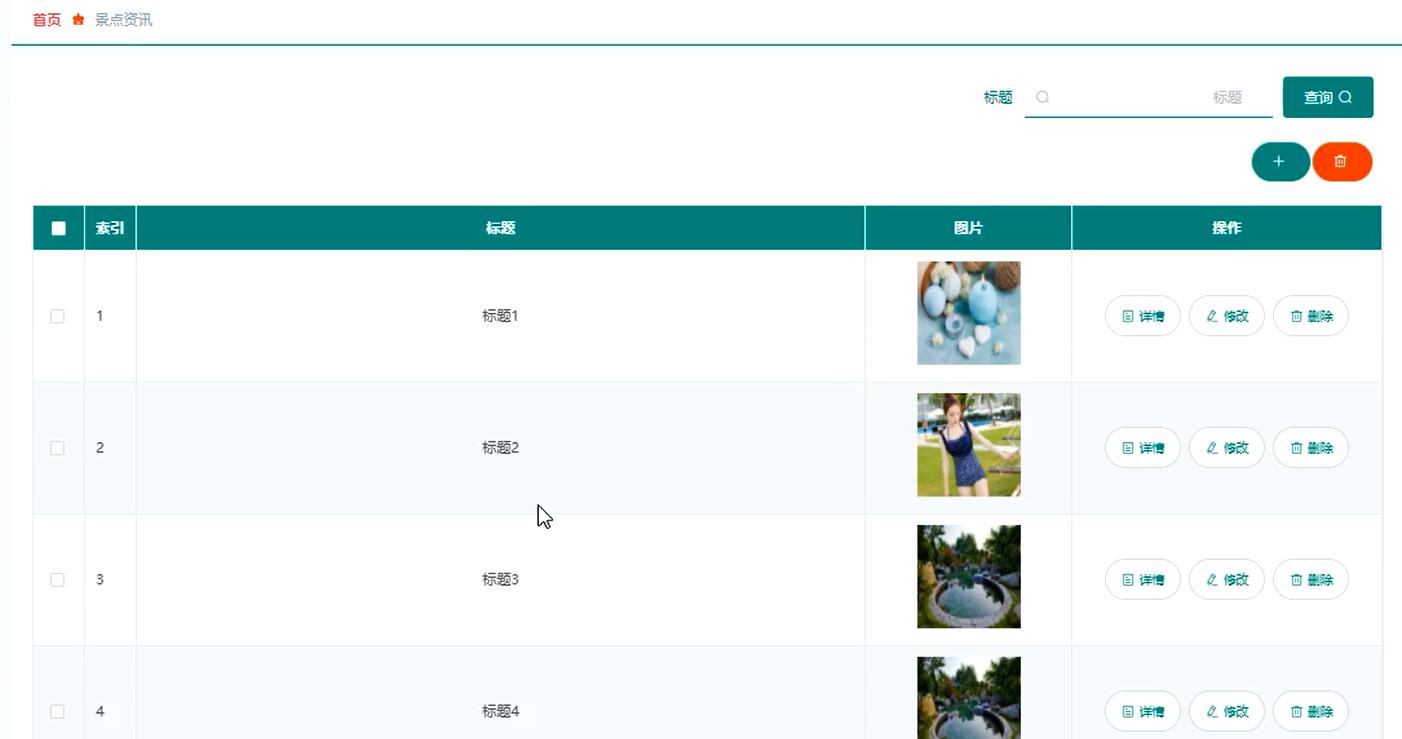 首页 景点资讯
标题 标题 查询
索引 标题 图片 操作
1 标题1 详情 修改 删除
2 标题2 详情 修改 删除
3 标题3 详情 修改 删除
4 标题4 详情 修改 删除